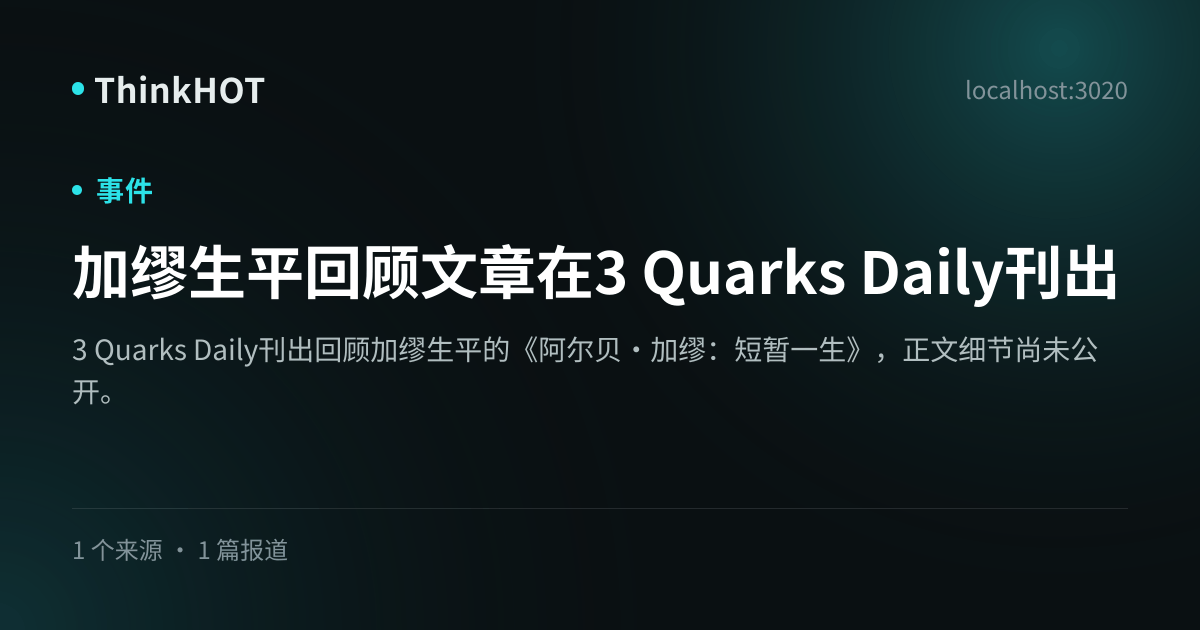 ThinkHOT
localhost:3020
事件
加缪生平回顾文章在3 Quarks Daily刊出
3 Quarks Daily刊出回顾加缪生平的《阿尔贝·加缪：短暂一生》，正文细节尚未公
开。
1 个来源 · 1 篇报道